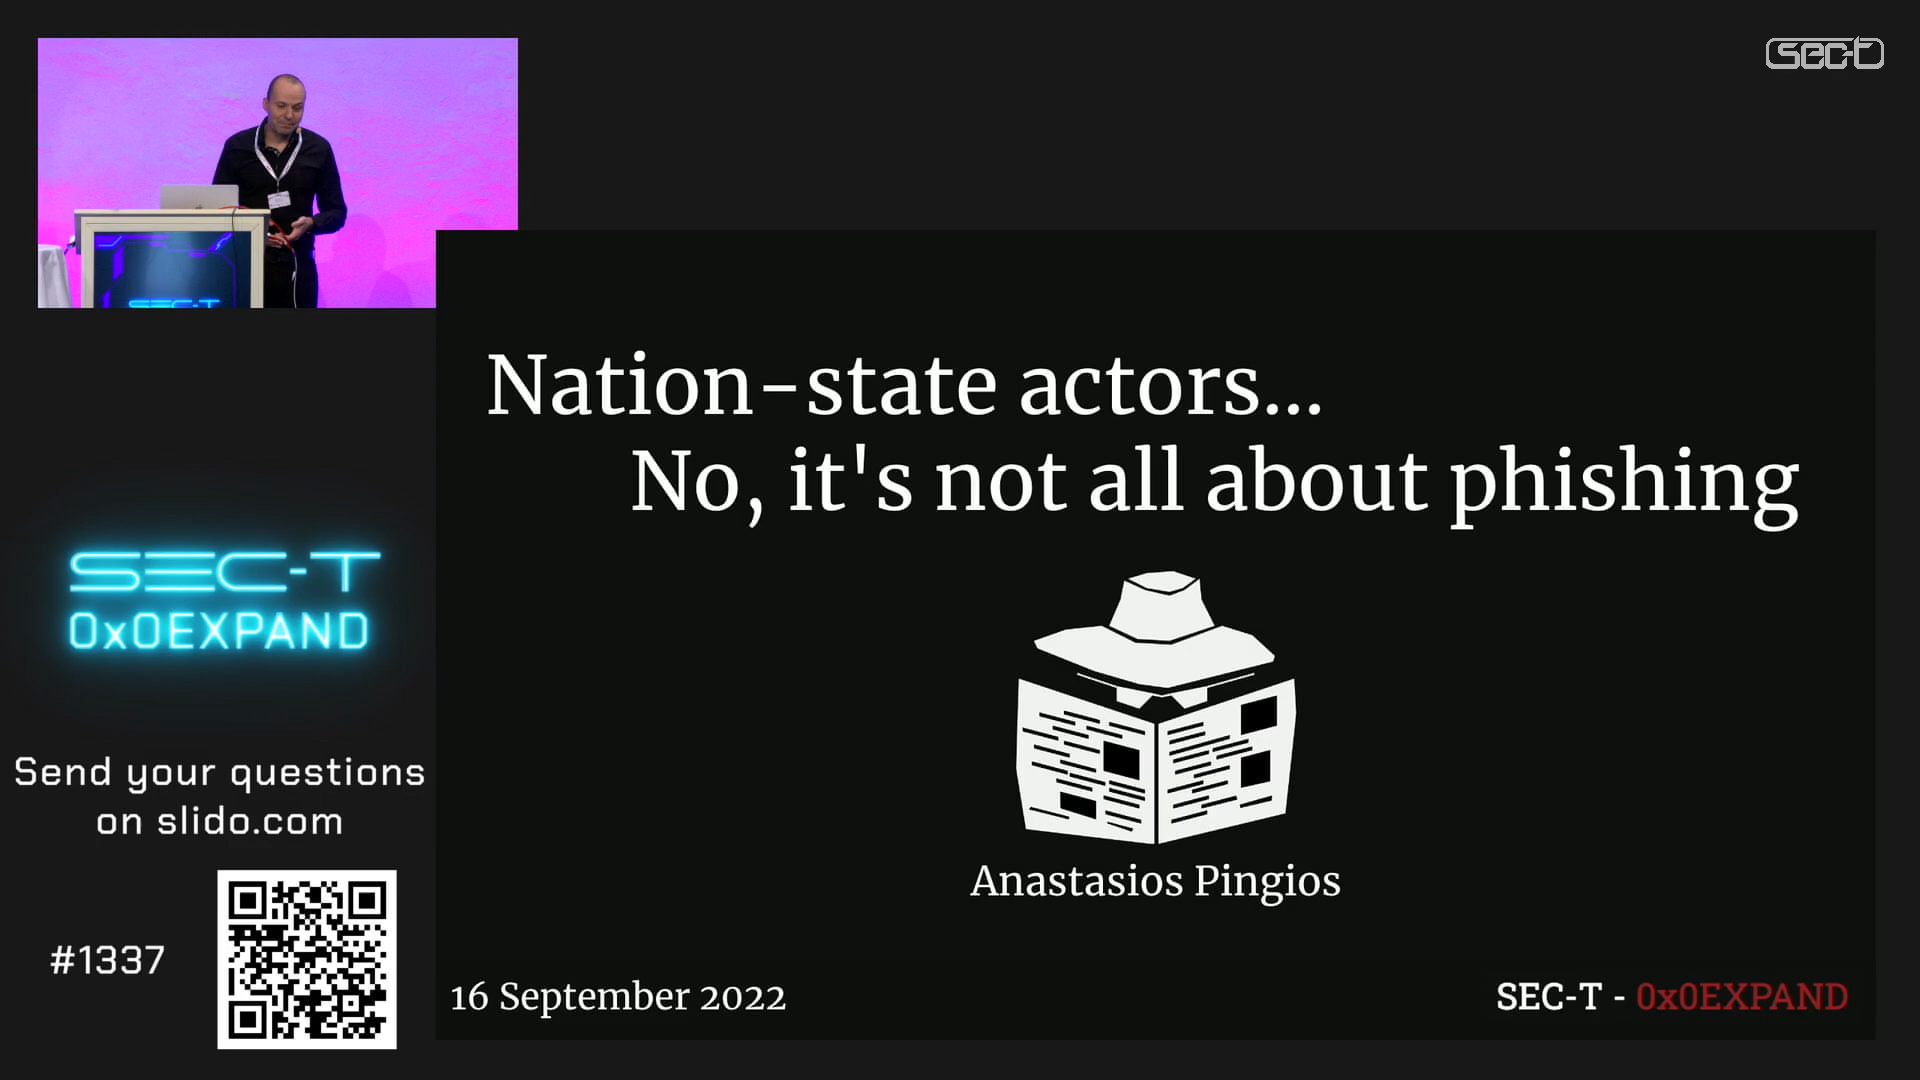 sec-t
SEC-T
Nation-state actors...
No, it's not all about phishing
SEC-T
0x0EXPAND
Send your questions
on slido.com
#1337
Anastasios Pingios
16 September 2022
SEC-T - 0x0EXPAND